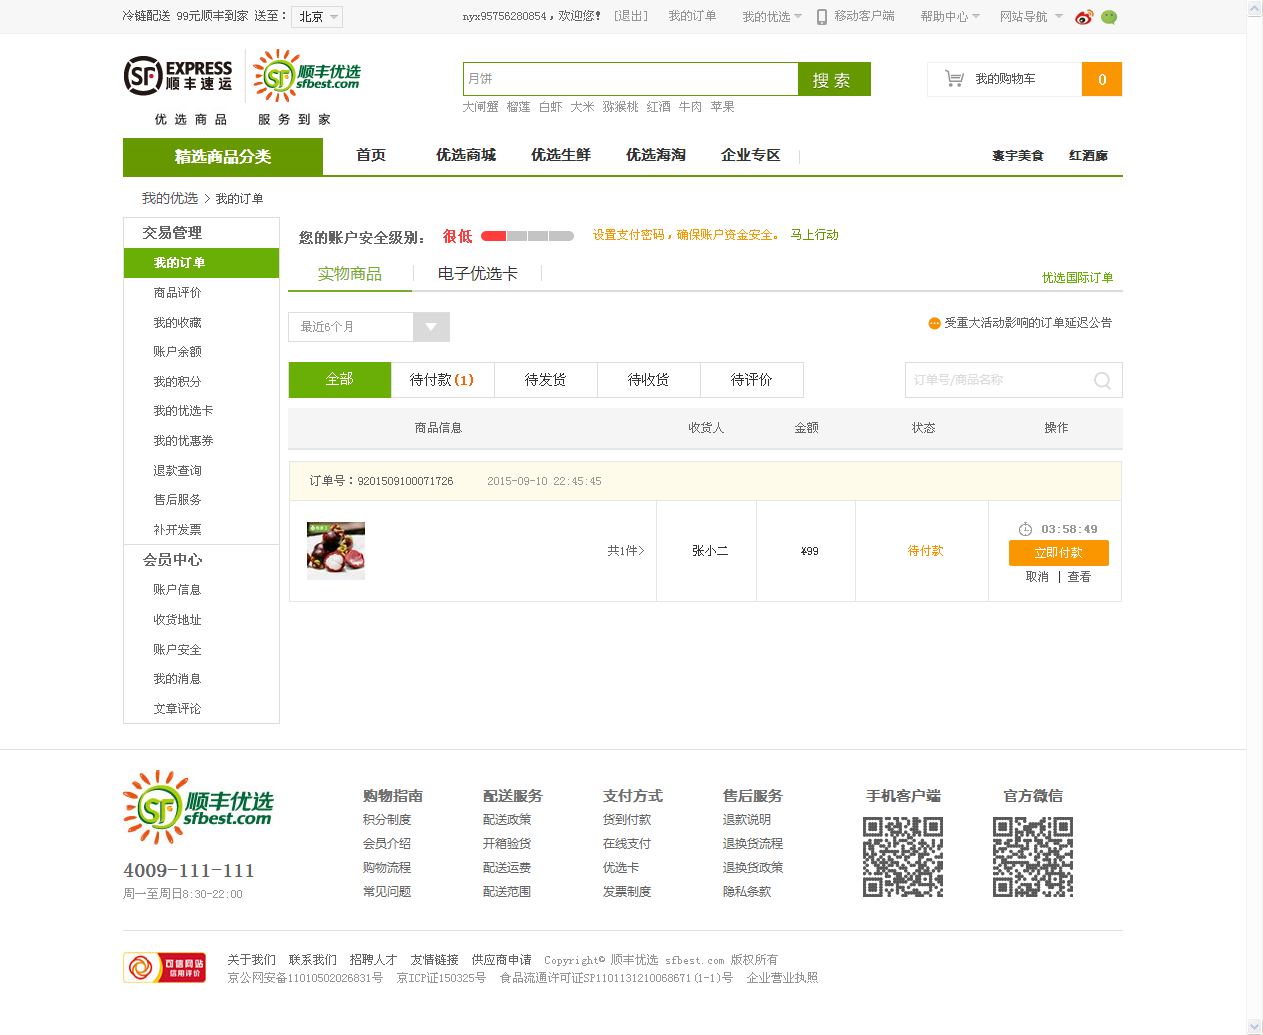 冷链配送 99元顺丰到家 送至： 北京
nyx95756280854，欢迎您！ [退出] 我的订单 我的优选 移动客户端 帮助中心 网站导航
SF EXPRESS 顺丰速运
SF 顺丰优选 sfbest.com
优选商品 服务到家
月饼 搜索
大闸蟹 榴莲 白虾 大米 猕猴桃 红酒 牛肉 苹果
我的购物车 0
精选商品分类 首页 优选商城 优选生鲜 优选海淘 企业专区 寰宇美食 红酒廊
我的优选 > 我的订单
交易管理
我的订单
商品评价
我的收藏
账户余额
我的积分
我的优选卡
我的优惠券
退款查询
售后服务
补开发票
会员中心
账户信息
收货地址
账户安全
我的消息
文章评论
您的账户安全级别： 很低 设置支付密码，确保账户资金安全。 马上行动
实物商品 电子优选卡 优选国际订单
最近6个月 受重大活动影响的订单延迟公告
全部 待付款(1) 待发货 待收货 待评价 订单号/商品名称
商品信息 收货人 金额 状态 操作
订单号：9201509100071726 2015-09-10 22:45:45
共1件> 张小二 ¥99 待付款 03:58:49
立即付款
取消 | 查看
SF 顺丰优选 sfbest.com
4009-111-111
周一至周日8:30-22:00
购物指南
积分制度
会员介绍
购物流程
常见问题
配送服务
配送政策
开箱验货
配送运费
配送范围
支付方式
货到付款
在线支付
优选卡
发票制度
售后服务
退款说明
退换货流程
退换货政策
隐私条款
手机客户端
官方微信
可信网站
信用评价
关于我们 联系我们 招聘人才 友情链接 供应商申请 Copyright© 顺丰优选 sfbest.com 版权所有
京公网安备11010502026831号 京ICP证150325号 食品流通许可证SP1101131210068671(1-1)号 企业营业执照